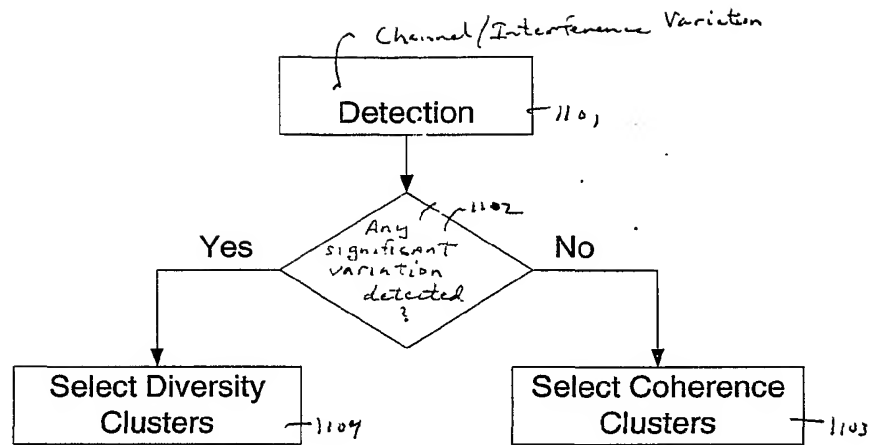 Channel/Interference Variation
Detection
1101
1102
Any
significant
variation
detected
?
Yes
No
Select Diversity
Clusters
1104
Select Coherence
Clusters
1103